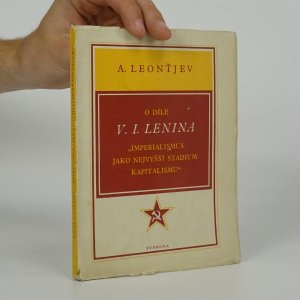 A. LEONŤJEV
O DÍLE
V. I. LENINA
„IMPERIALISMUS
JAKO NEJVYŠŠÍ STADIUM
KAPITALISMU“
SVOBODA